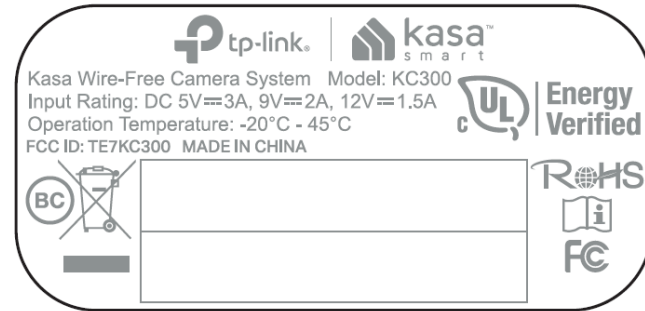 tp-link | kasa™
smart
Kasa Wire-Free Camera System Model: KC300
Input Rating: DC 5V⎓3A, 9V⎓2A, 12V⎓1.5A
Operation Temperature: -20°C - 45°C
FCC ID: TE7KC300 MADE IN CHINA
c UL Energy Verified
BC
RoHS
i
FC